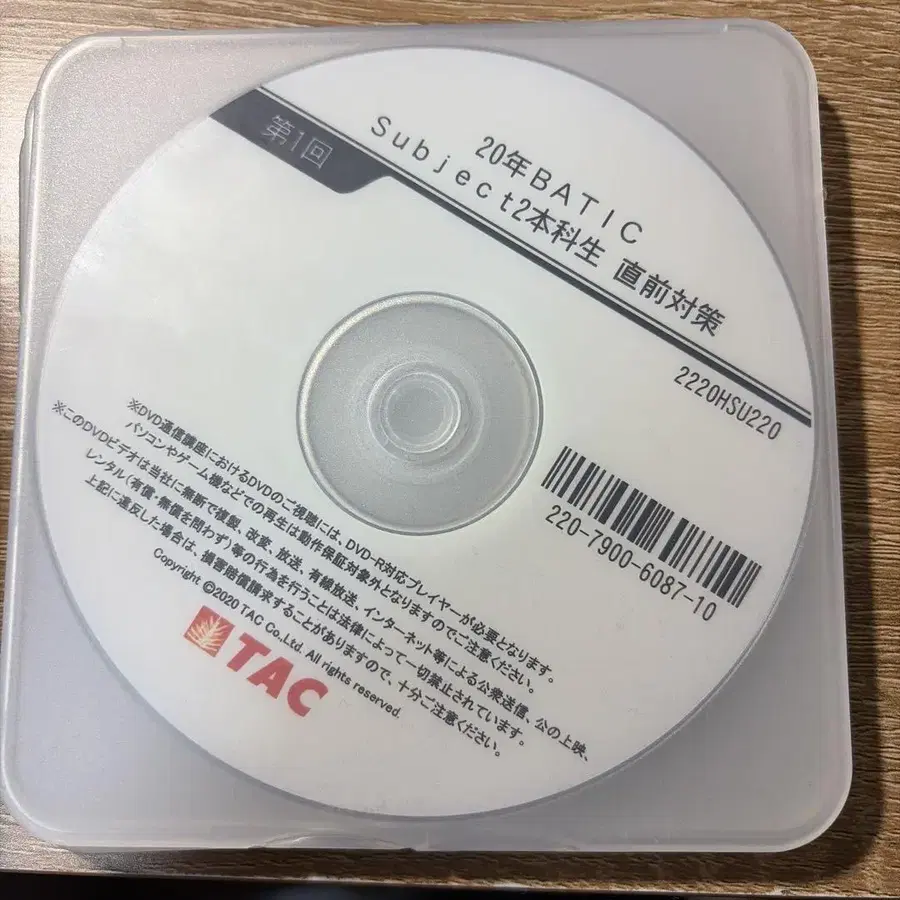 第1回
20年BATIC
Subject2本科生 直前対策
2220HSU220
220-7900-6087-10
※DVD通信講座におけるDVDのご視聴には、DVD-R対応プレイヤーが必要となります。
パソコンやゲーム機などでの再生は動作保証対象外となりますのでご注意ください。
※このDVDビデオは当社に無断で複製、改変、放送、有線放送、インターネット等による公衆送信、公の上映、
レンタル(有償・無償を問わず)等の行為を行うことは法律によって一切禁止されています。
上記に違反した場合は、損害賠償請求することがありますので、十分ご注意ください。
Copyright ©2020 TAC Co.,Ltd. All rights reserved.
TAC